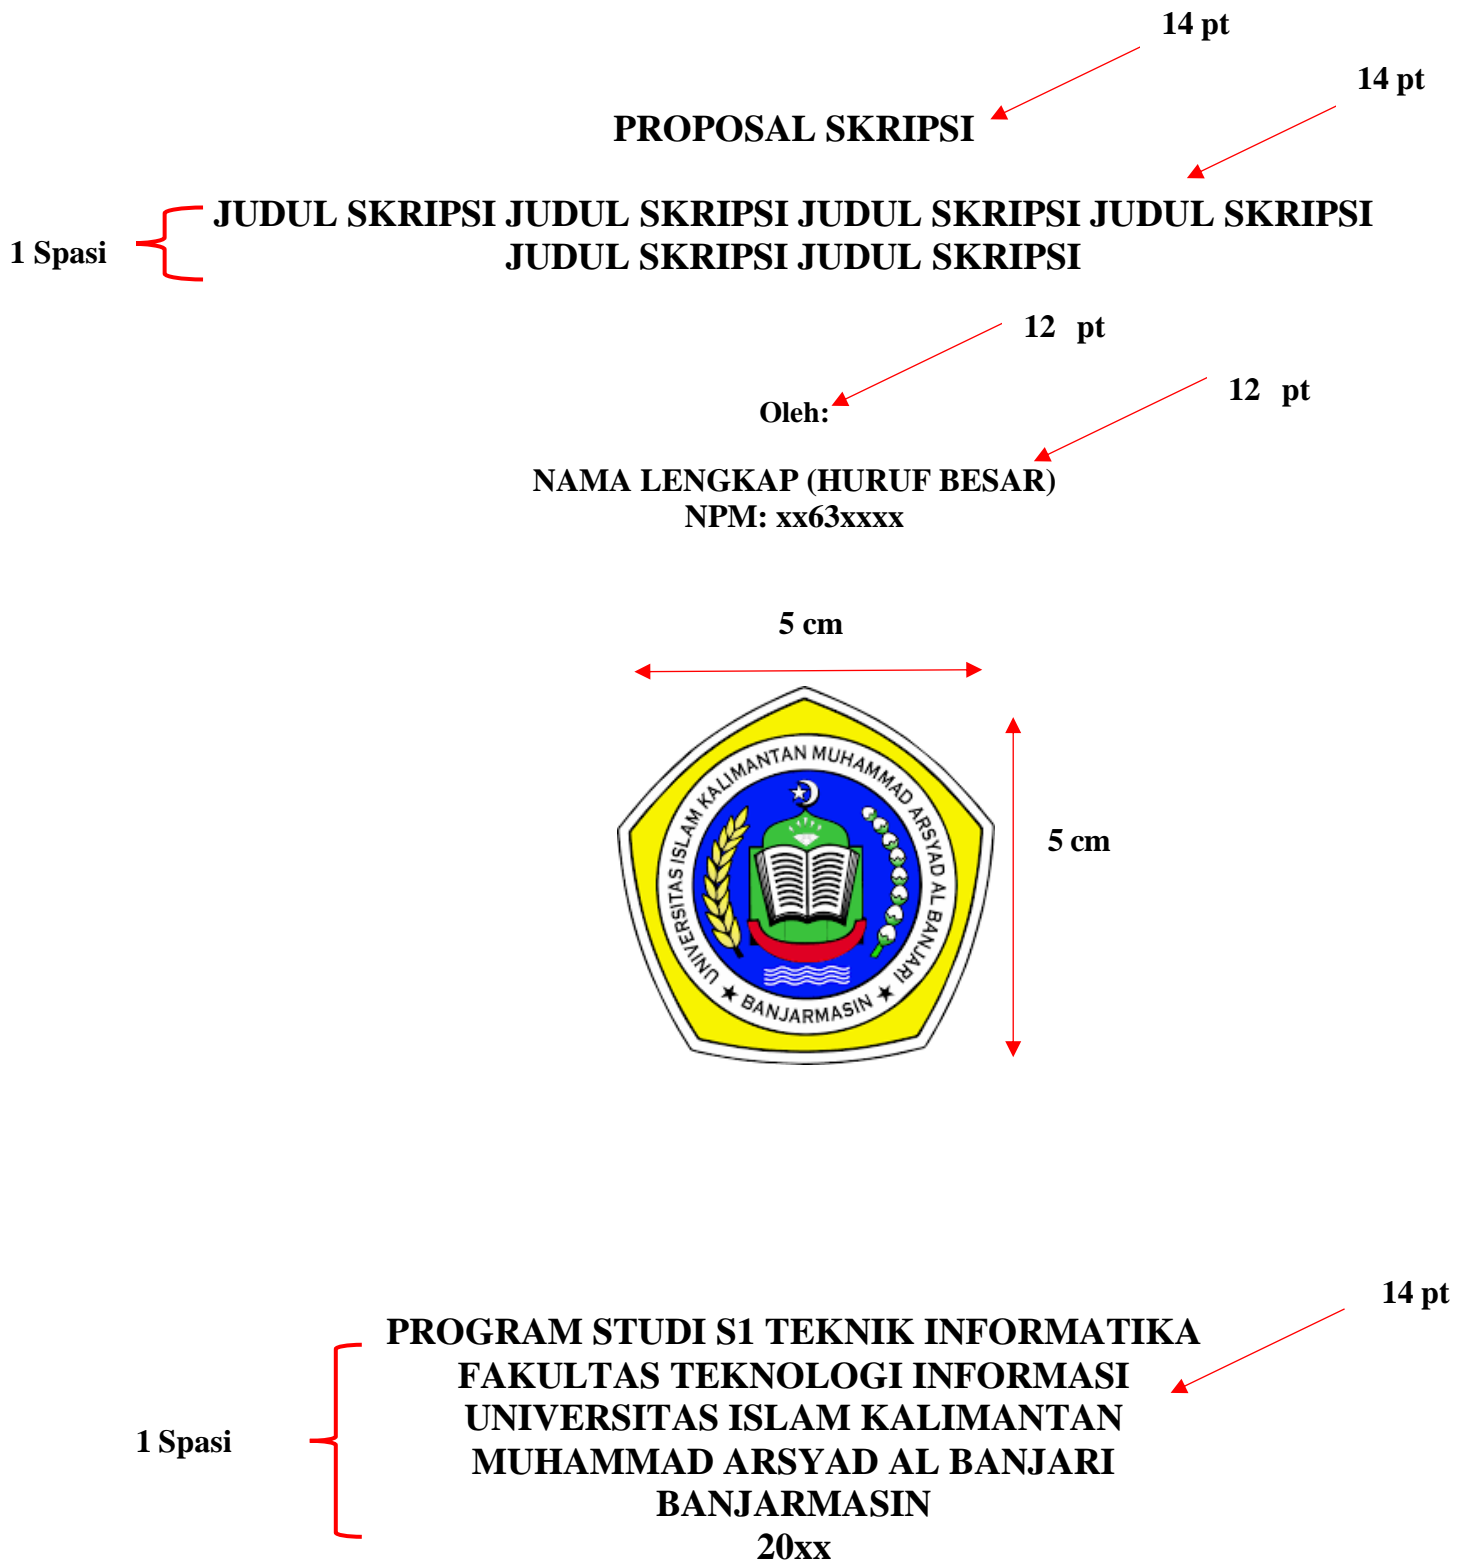 14 pt
14 pt
PROPOSAL SKRIPSI
JUDUL SKRIPSI JUDUL SKRIPSI JUDUL SKRIPSI JUDUL SKRIPSI
1 Spasi
JUDUL SKRIPSI JUDUL SKRIPSI
12 pt
12 pt
Oleh:
NAMA LENGKAP (HURUF BESAR)
NPM: xx63xxxx
5 cm
UNIVERSITAS ISLAM KALIMANTAN MUHAMMAD ARSYAD AL BANJARI
5 cm
★ BANJARMASIN ★
14 pt
PROGRAM STUDI S1 TEKNIK INFORMATIKA
FAKULTAS TEKNOLOGI INFORMASI
UNIVERSITAS ISLAM KALIMANTAN
1 Spasi
MUHAMMAD ARSYAD AL BANJARI
BANJARMASIN
20xx